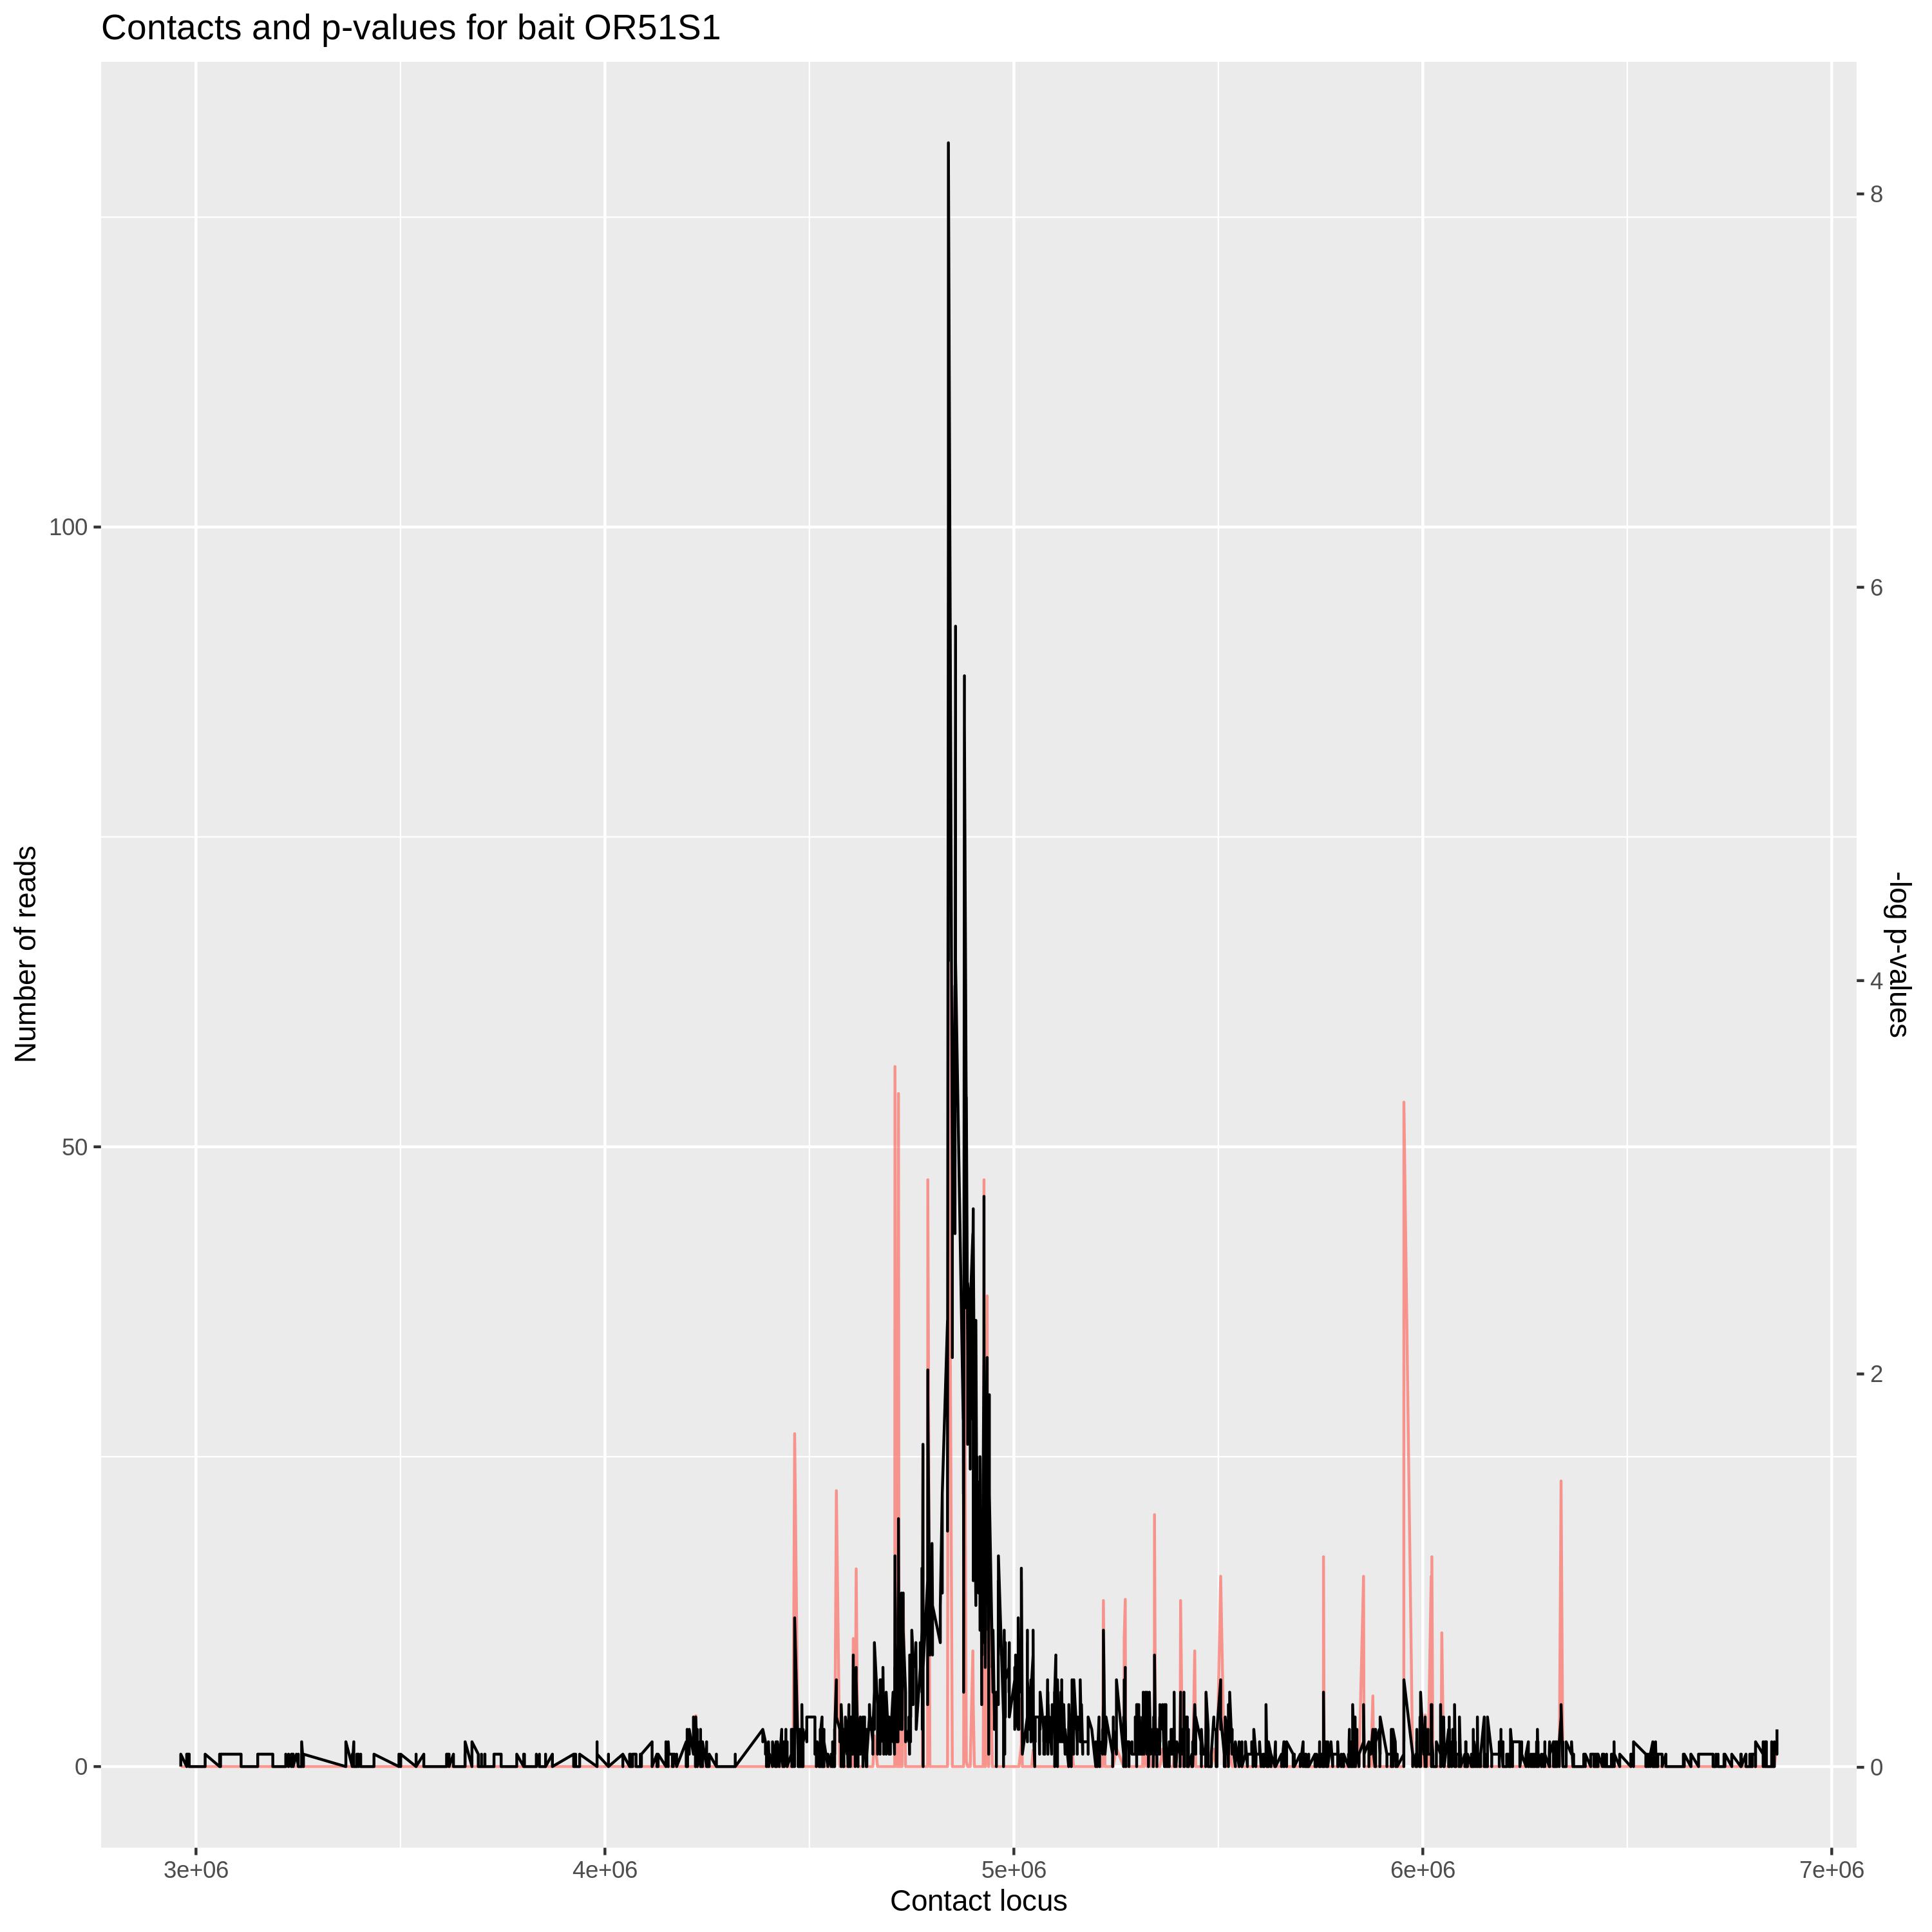 Contacts and p-values for bait OR51S1
8
100
6
Number of reads
-log p-values
4
50
2
0
0
3e+06
4e+06
5e+06
6e+06
7e+06
Contact locus